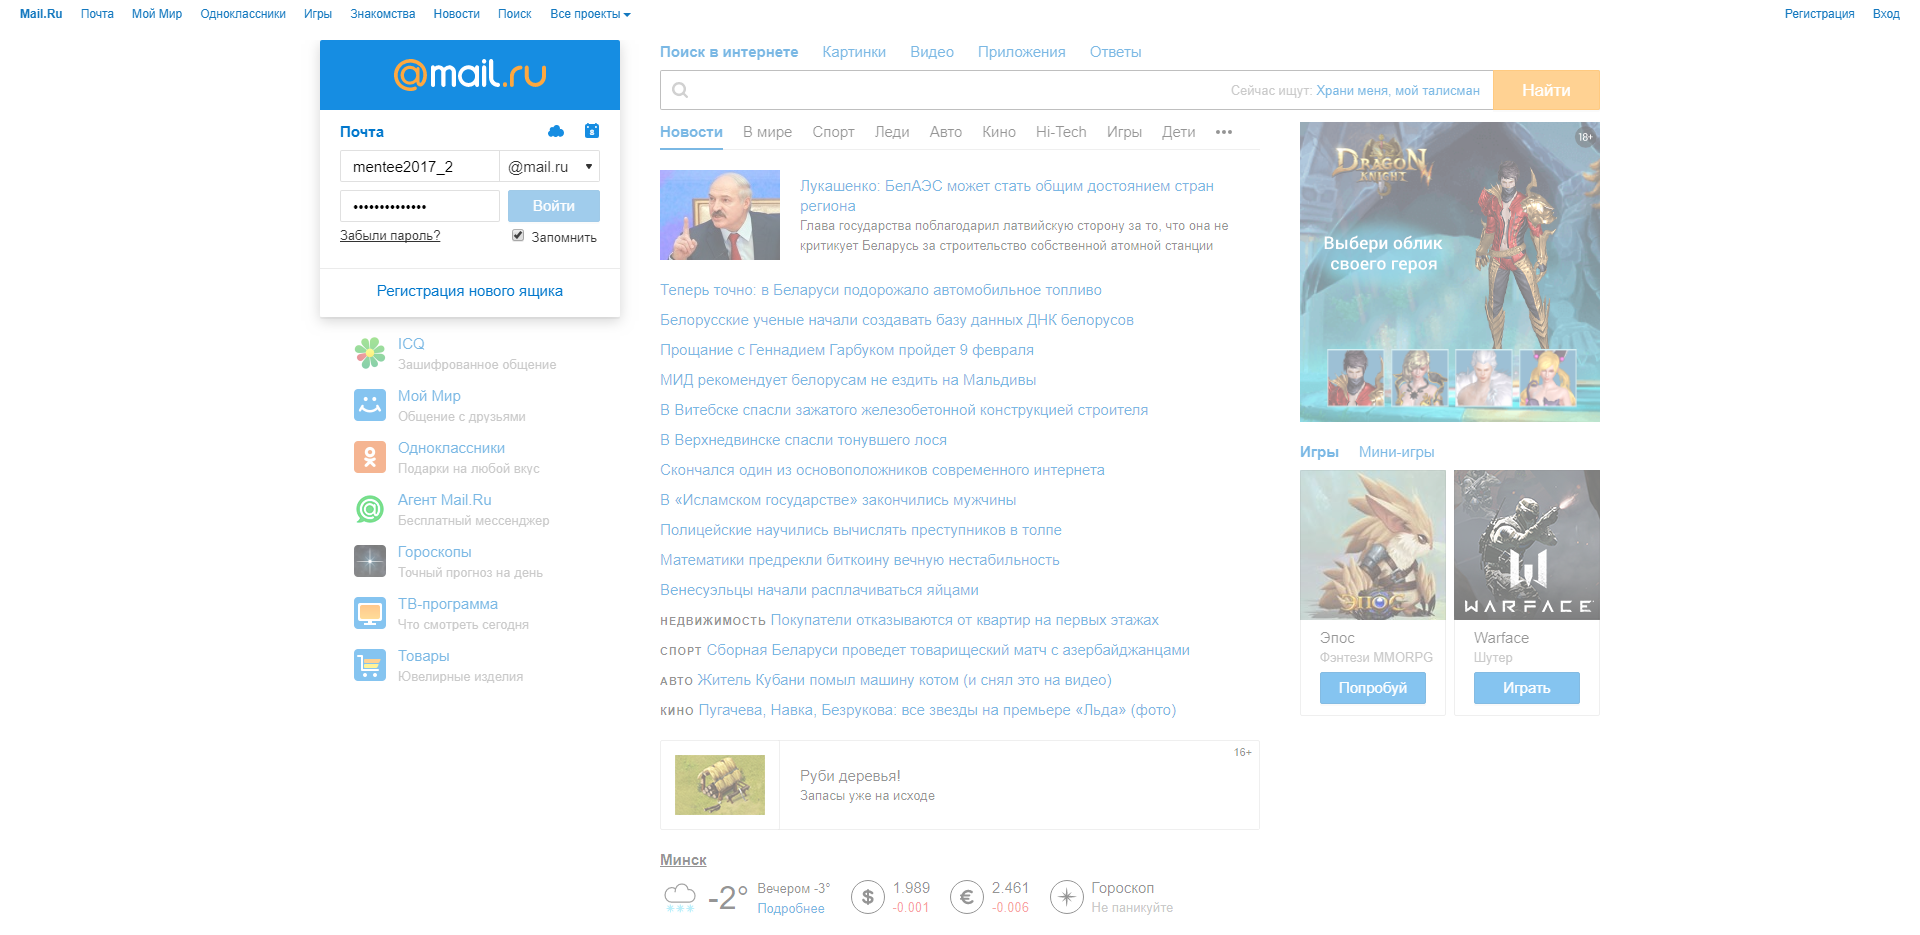 Mail.Ru Почта Мой Мир Одноклассники Игры Знакомства Новости Поиск Все проекты
Регистрация Вход
@mail.ru
Почта
mentee2017_2 @mail.ru
•••••••••••••• Войти
Забыли пароль? Запомнить
Регистрация нового ящика
ICQ
Зашифрованное общение
Мой Мир
Общение с друзьями
Одноклассники
Подарки на любой вкус
Агент Mail.Ru
Бесплатный мессенджер
Гороскопы
Точный прогноз на день
ТВ-программа
Что смотреть сегодня
Товары
Ювелирные изделия
Поиск в интернете Картинки Видео Приложения Ответы
Сейчас ищут: Храни меня, мой талисман Найти
Новости В мире Спорт Леди Авто Кино Hi-Tech Игры Дети •••
Лукашенко: БелАЭС может стать общим достоянием стран
региона
Глава государства поблагодарил латвийскую сторону за то, что она не
критикует Беларусь за строительство собственной атомной станции
Теперь точно: в Беларуси подорожало автомобильное топливо
Белорусские ученые начали создавать базу данных ДНК белорусов
Прощание с Геннадием Гарбуком пройдет 9 февраля
МИД рекомендует белорусам не ездить на Мальдивы
В Витебске спасли зажатого железобетонной конструкцией строителя
В Верхнедвинске спасли тонувшего лося
Скончался один из основоположников современного интернета
В «Исламском государстве» закончились мужчины
Полицейские научились вычислять преступников в толпе
Математики предрекли биткоину вечную нестабильность
Венесуэльцы начали расплачиваться яйцами
НЕДВИЖИМОСТЬ Покупатели отказываются от квартир на первых этажах
СПОРТ Сборная Беларуси проведет товарищеский матч с азербайджанцами
АВТО Житель Кубани помыл машину котом (и снял это на видео)
КИНО Пугачева, Навка, Безрукова: все звезды на премьере «Льда» (фото)
16+
Руби деревья!
Запасы уже на исходе
Минск
-2° Вечером -3° Подробнее
$ 1.989 -0.001
€ 2.461 -0.006
Гороскоп
Не паникуйте
18+
DRAGON
KNIGHT
Выбери облик
своего героя
Игры Мини-игры
ЭПОС
WARFACE
Эпос
Фэнтези MMORPG
Попробуй
Warface
Шутер
Играть